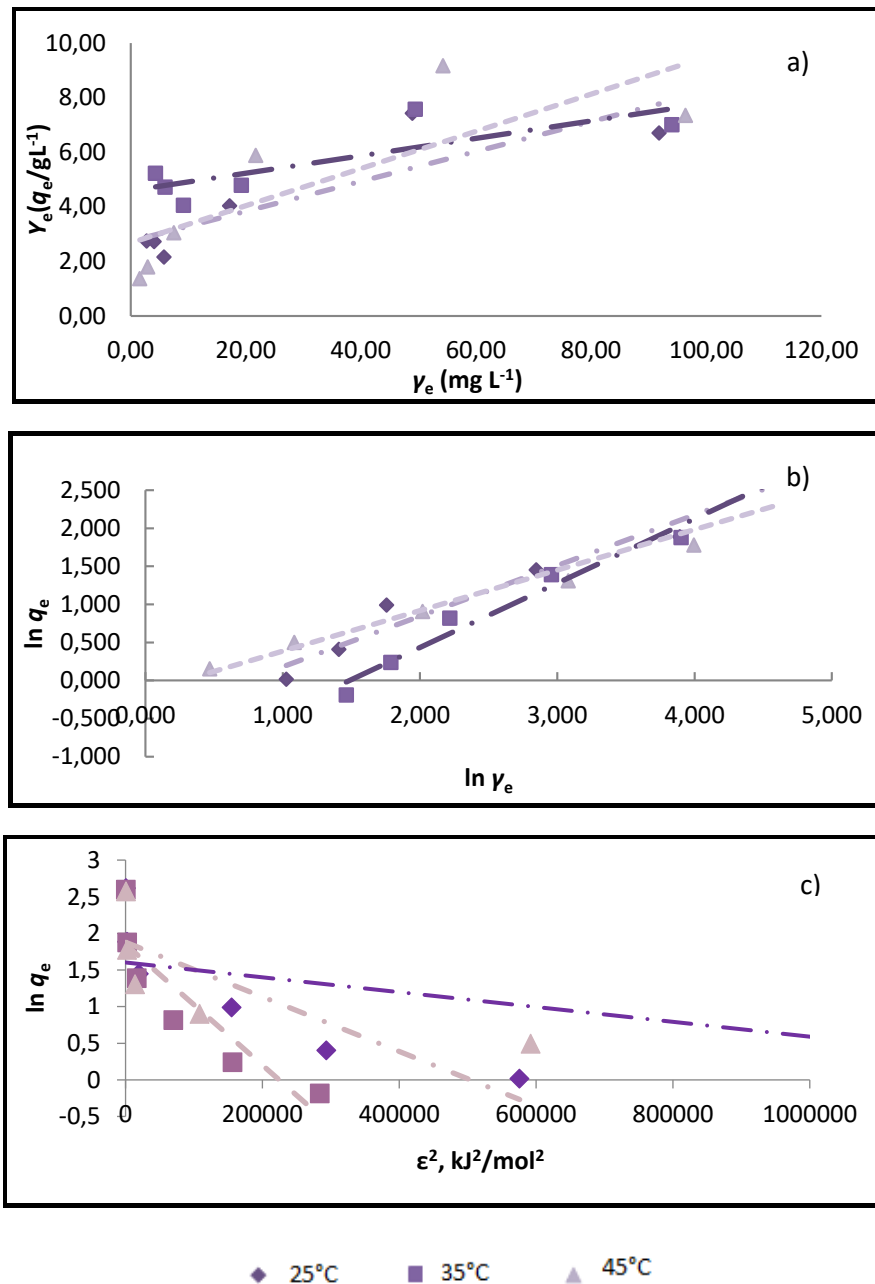 a)
10,00
8,00
6,00
4,00
2,00
0,00
Yₑ(qₑ/gL⁻¹)
0,00 20,00 40,00 60,00 80,00 100,00 120,00
γₑ (mg L⁻¹)
b)
2,500
2,000
1,500
1,000
0,500
0,000
-0,500
-1,000
ln qₑ
0,000 1,000 2,000 3,000 4,000 5,000
ln γₑ
c)
3
2,5
2
1,5
1
0,5
0
-0,5
ln qₑ
0 200000 400000 600000 800000 1000000
ε², kJ²/mol²
25°C 35°C 45°C